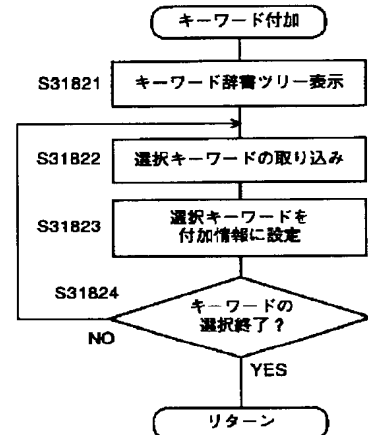 キーワード付加
S31821
キーワード辞書ツリー表示
S31822
選択キーワードの取り込み
S31823
選択キーワードを
付加情報に設定
S31824
キーワードの
選択終了？
NO
YES
リターン